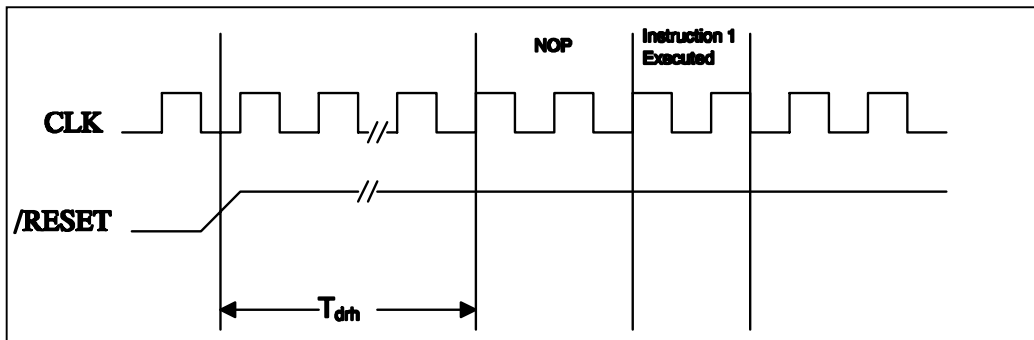 NOP
Instruction 1
Executed
CLK
/RESET
Tdrh